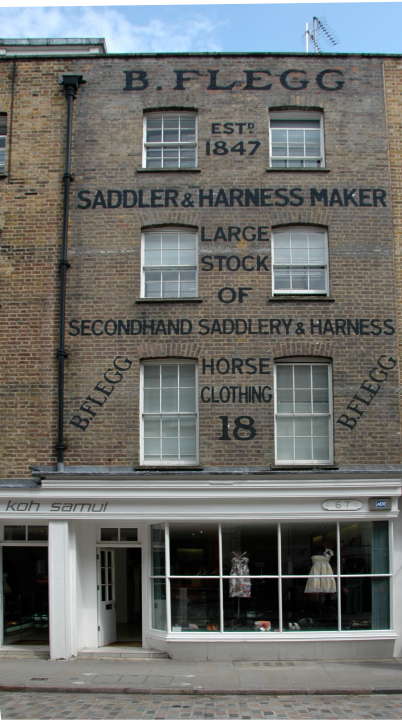 B. FLEGG
ESTD
1847
SADDLER & HARNESS MAKER
LARGE
STOCK
OF
SECONDHAND SADDLERY & HARNESS
HORSE
CLOTHING
B.FLEGG
18
B.FLEGG
koh samui